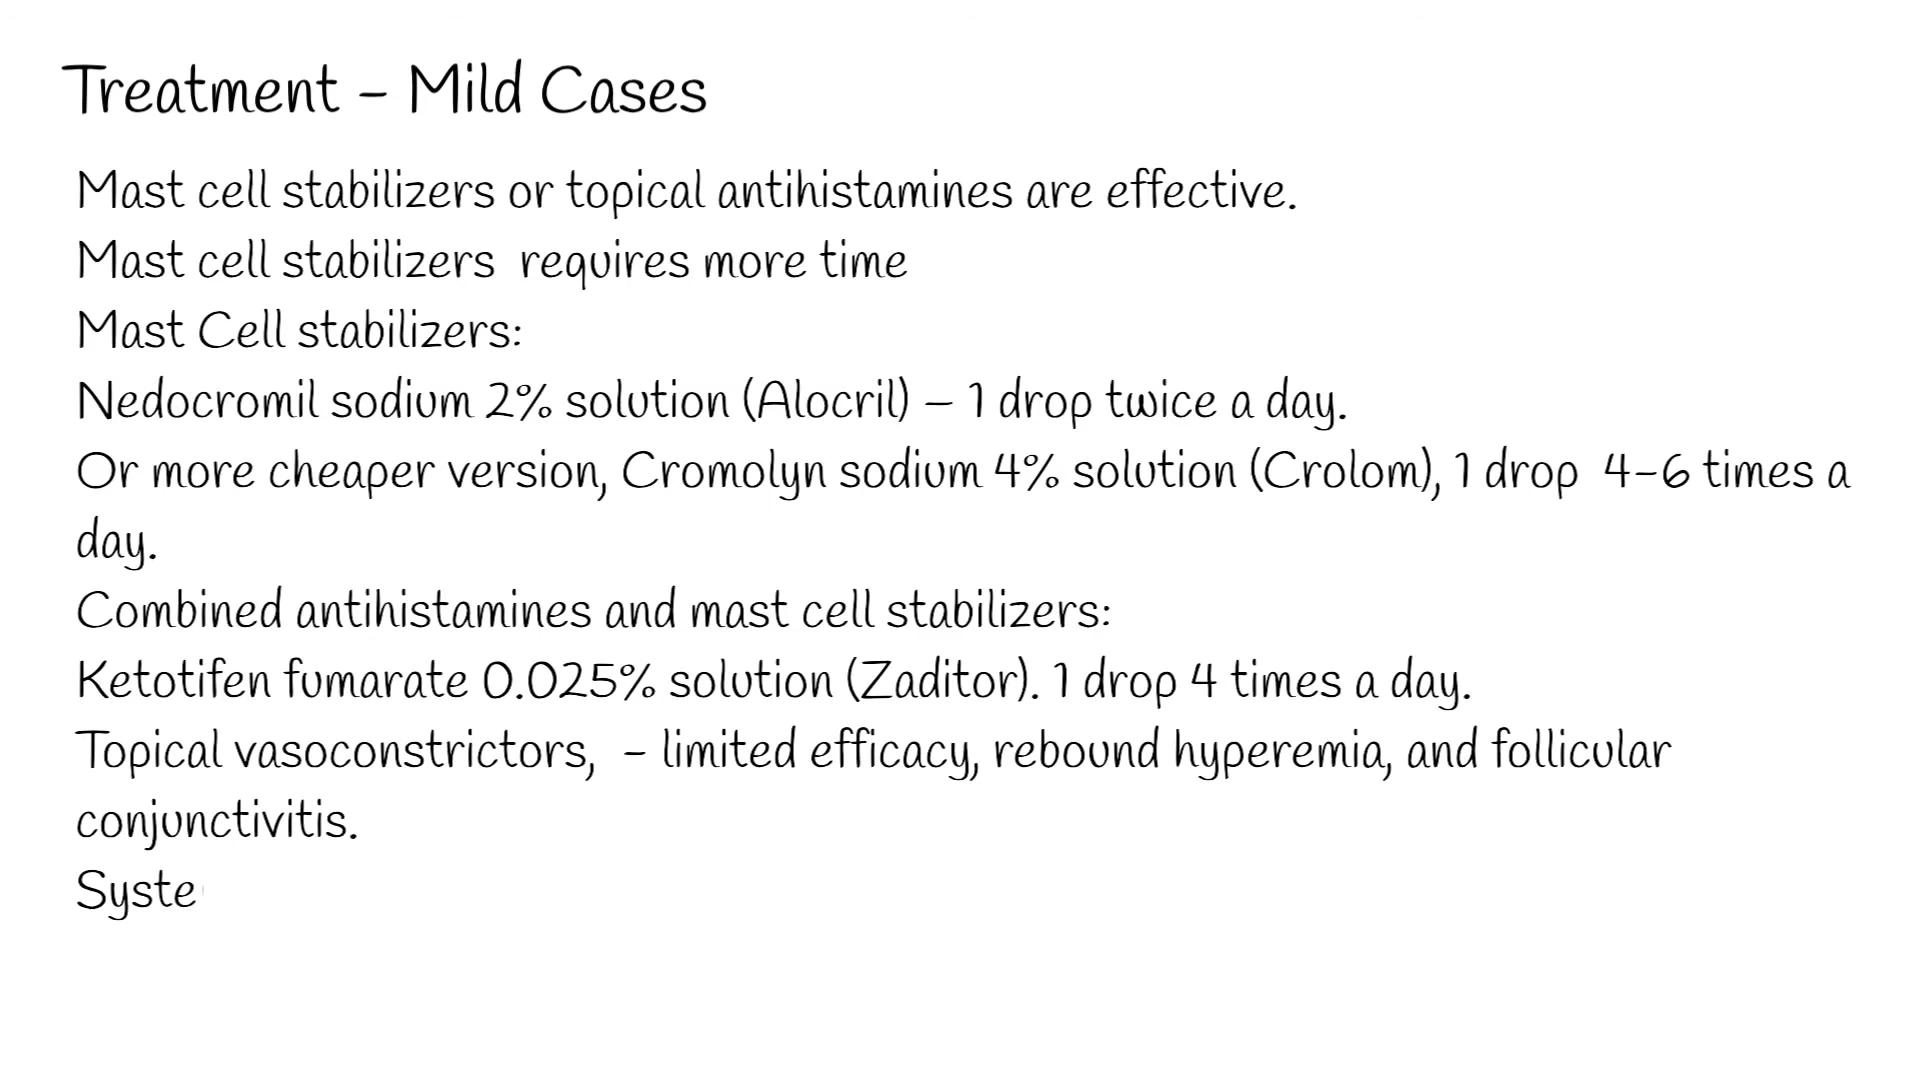 Treatment – Mild Cases
Mast cell stabilizers or topical antihistamines are effective.
Mast cell stabilizers  requires more time
Mast Cell stabilizers:
Nedocromil sodium 2% solution (Alocril) – 1 drop twice a day.
Or more cheaper version, Cromolyn sodium 4% solution (Crolom), 1 drop  4–6 times a
day.
Combined antihistamines and mast cell stabilizers:
Ketotifen fumarate 0.025% solution (Zaditor). 1 drop 4 times a day.
Topical vasoconstrictors,  – limited efficacy, rebound hyperemia, and follicular
conjunctivitis.
Syste